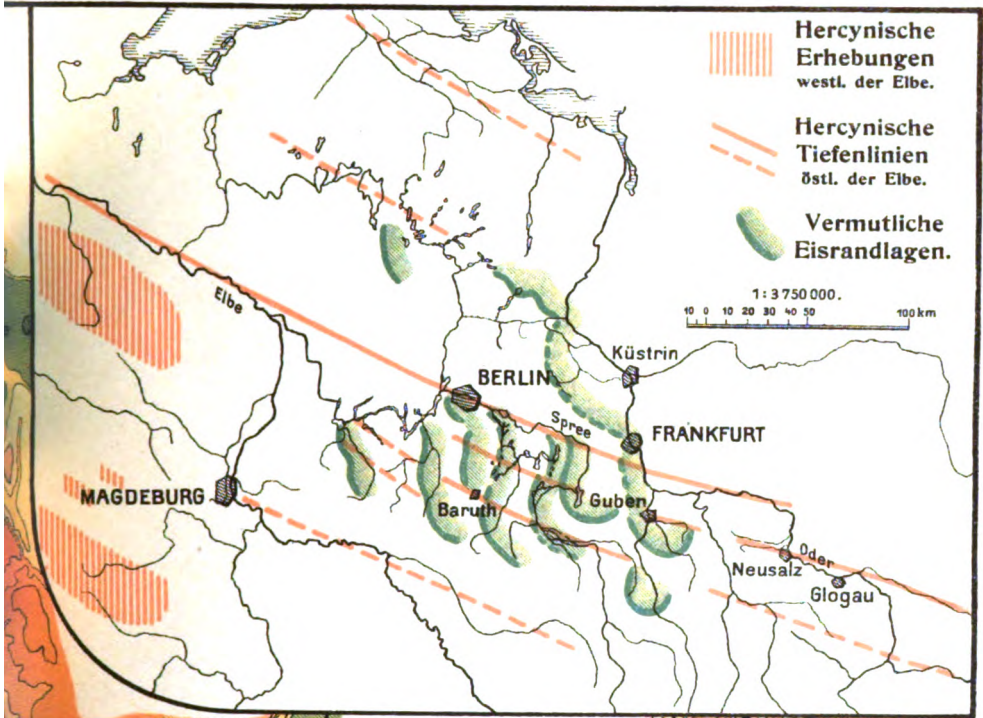 Hercynische
Erhebungen
westl. der Elbe.
Hercynische
Tiefenlinien
östl. der Elbe.
Vermutliche
Eisrandlagen.
1:3750000.
10 0 10 20 30 40 50 100 km
Elbe
Küstrin
BERLIN
Spree
FRANKFURT
MAGDEBURG
Baruth
Guben
Oder
Neusalz
Glogau